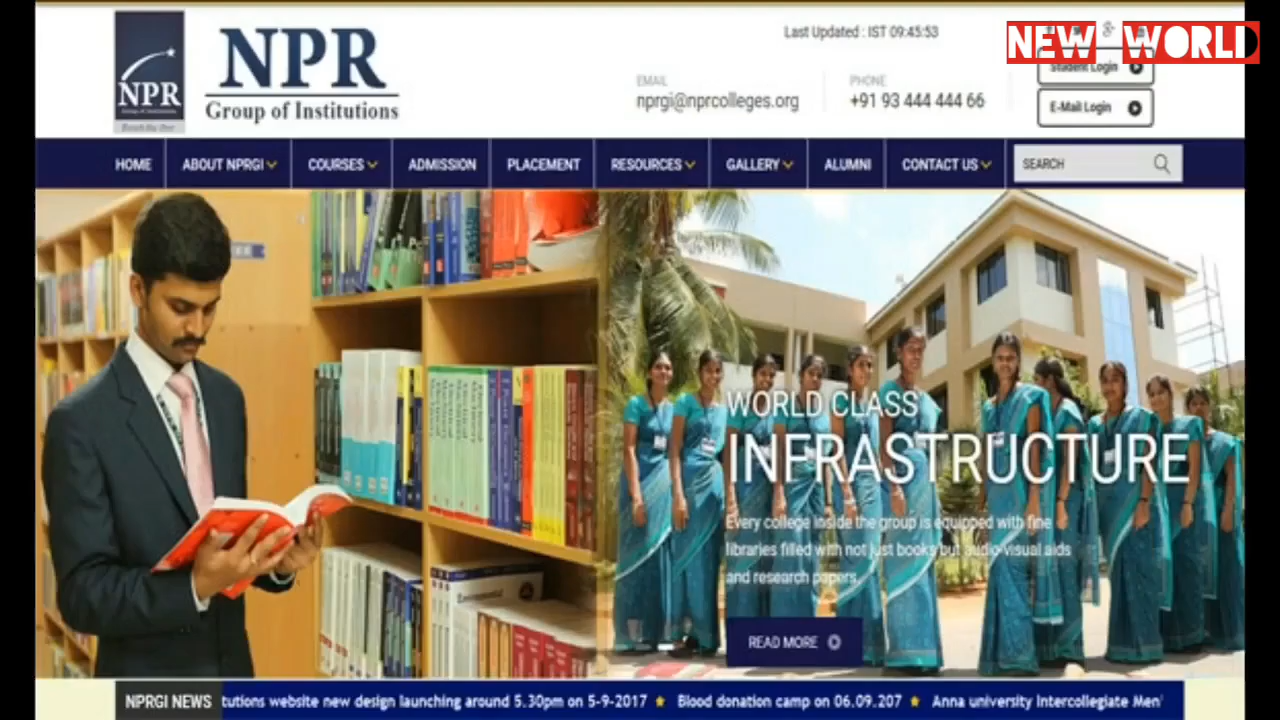 NEW WORLD
NPR
Group of Institutions
NPR
Last Updated : IST 09:45:53
EMAIL
nprgi@nprcolleges.org
PHONE
+91 93 444 444 66
Student Login
E-Mail Login
HOME
ABOUT NPRGI
COURSES
ADMISSION
PLACEMENT
RESOURCES
GALLERY
ALUMNI
CONTACT US
SEARCH
WORLD CLASS
INFRASTRUCTURE
Every college inside the group is equipped with fine
libraries filled with not just books but audio visual aids
and research papers.
READ MORE
NPRGI NEWS
tutions website new design launching around 5.30pm on 5-9-2017 ★ Blood donation camp on 06.09.207 ★ Anna university Intercollegiate Men'